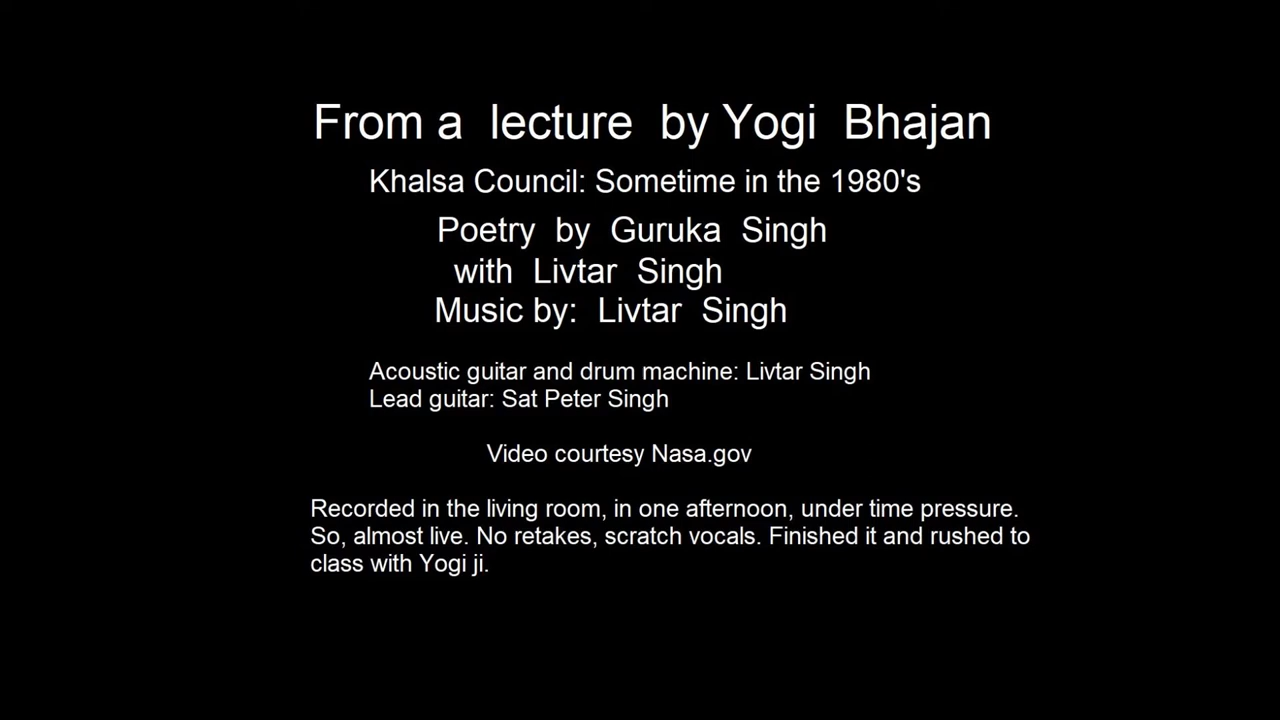 From a lecture by Yogi Bhajan
Khalsa Council: Sometime in the 1980's
Poetry by Guruka Singh
with Livtar Singh
Music by: Livtar Singh
Acoustic guitar and drum machine: Livtar Singh
Lead guitar: Sat Peter Singh
Video courtesy Nasa.gov
Recorded in the living room, in one afternoon, under time pressure.
So, almost live. No retakes, scratch vocals. Finished it and rushed to
class with Yogi ji.